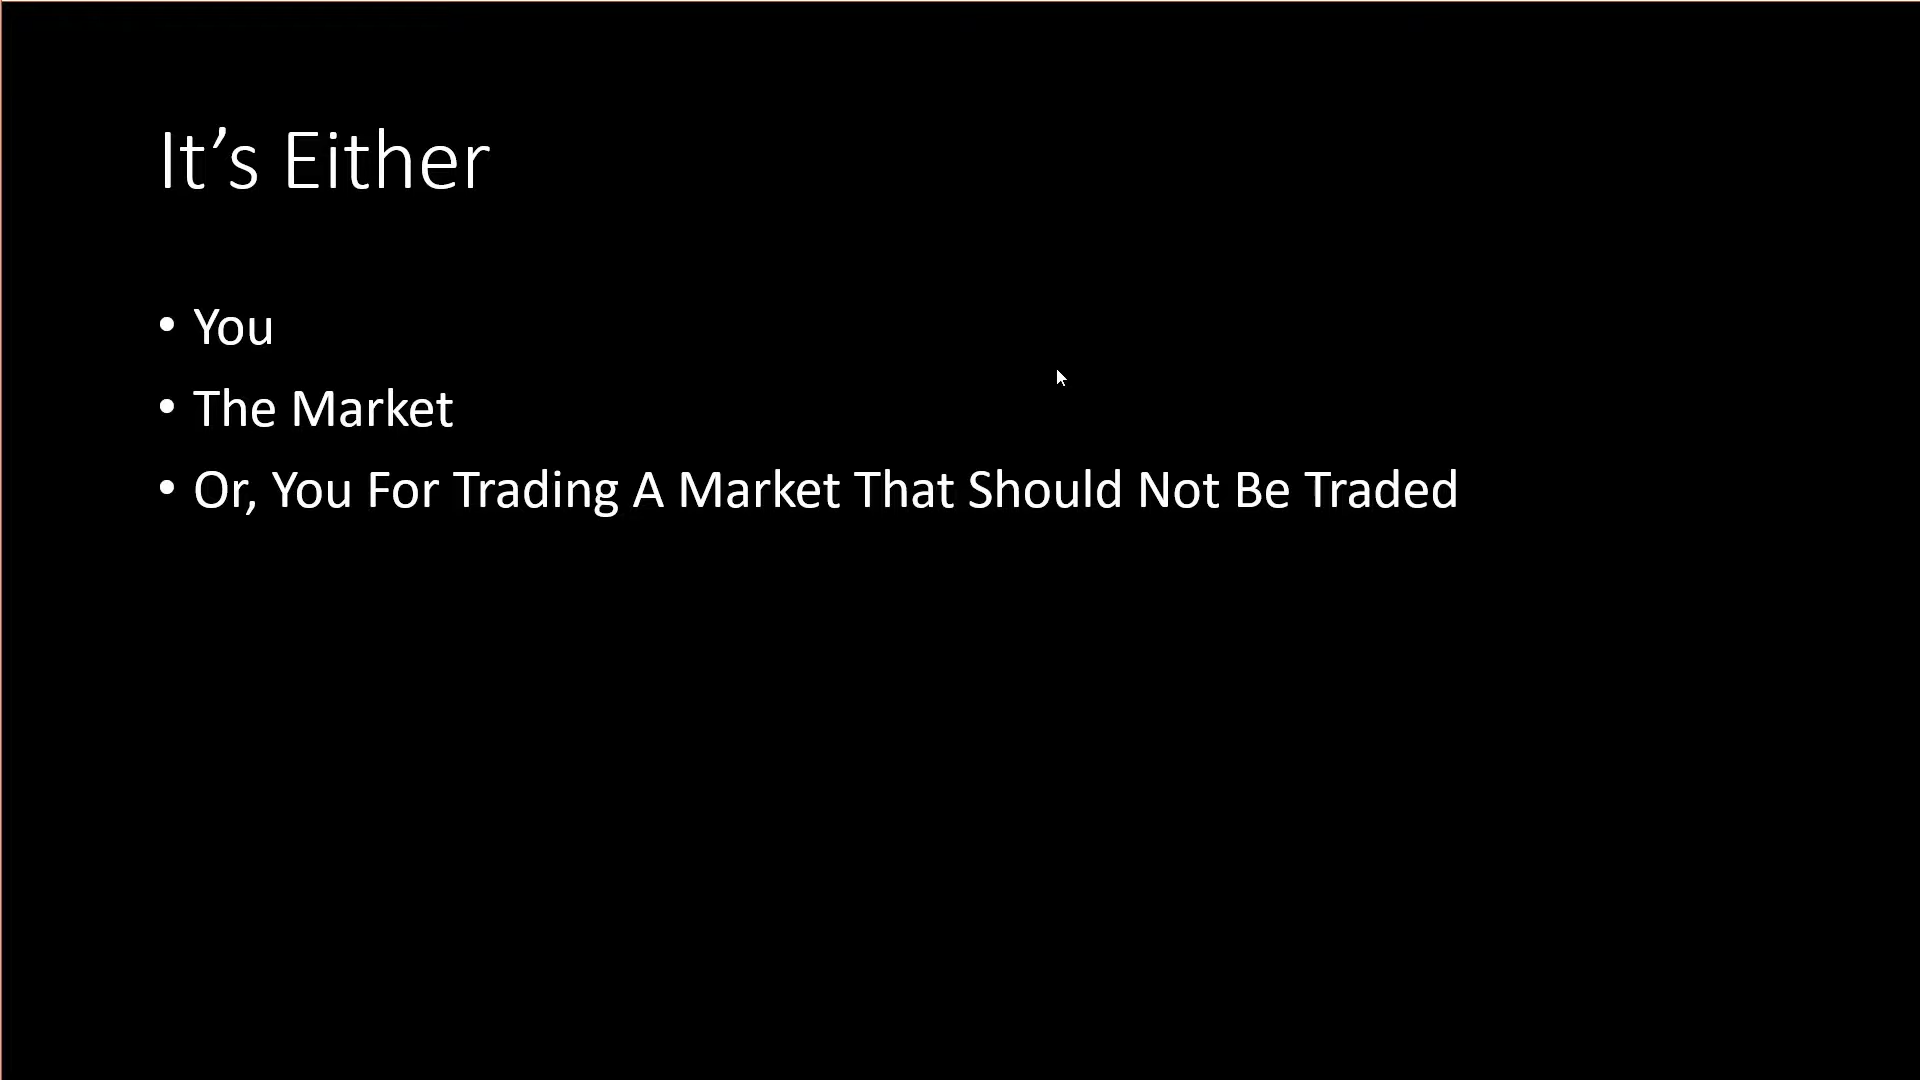 It’s Either
• You
• The Market
• Or, You For Trading A Market That Should Not Be Traded